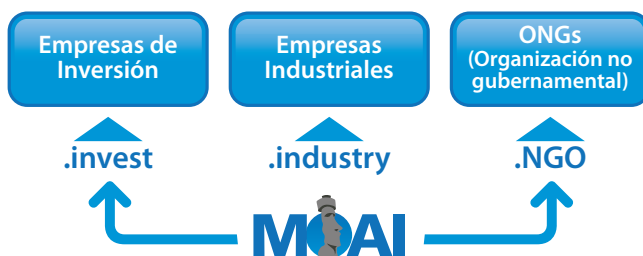 Empresas de
Inversión
Empresas
Industriales
ONGs
(Organización no
gubernamental)
.invest
.industry
.NGO
MOAI